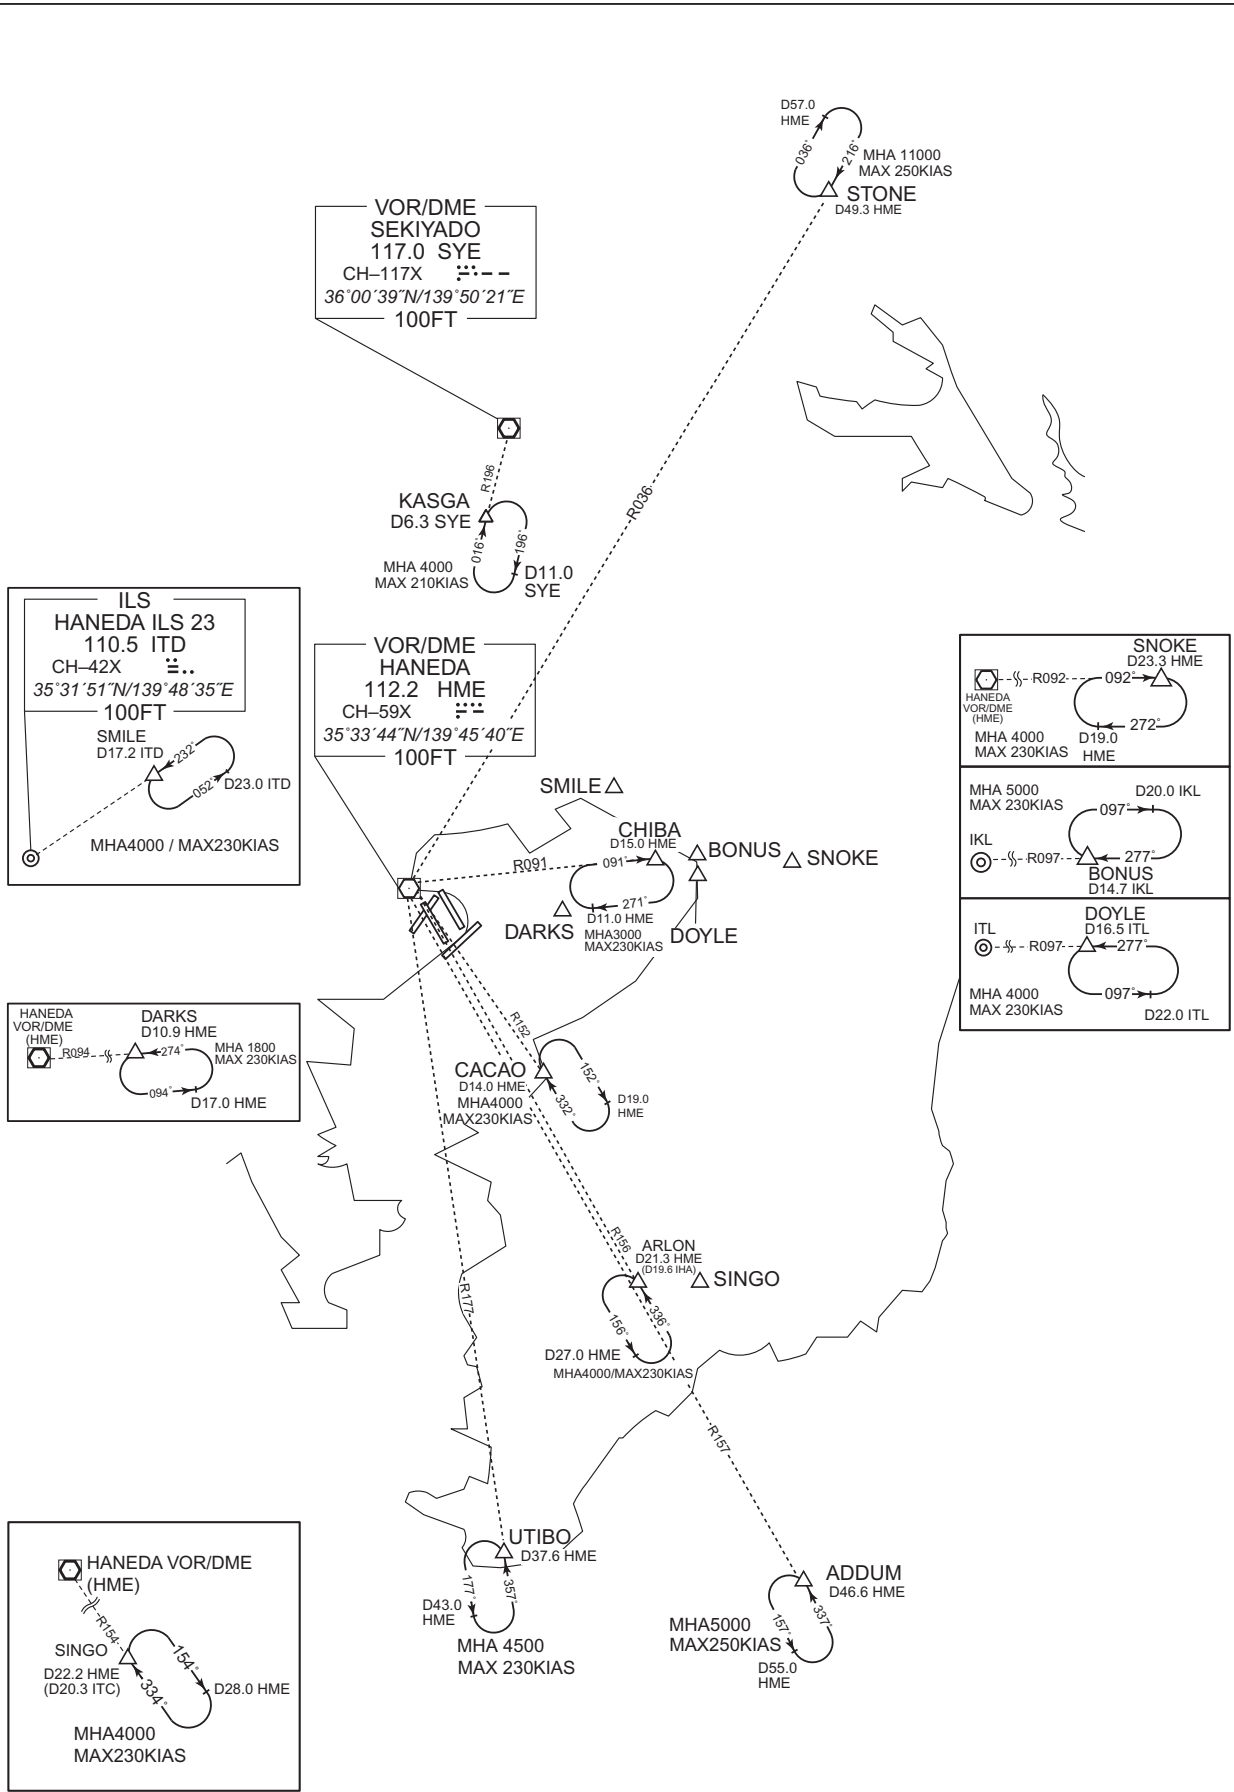 D57.0
HME
036°
216°
MHA 11000
MAX 250KIAS
STONE
D49.3 HME
VOR/DME
SEKIYADO
117.0 SYE
CH–117X
36°00´39˝N/139°50´21˝E
100FT
R036
R196
KASGA
D6.3 SYE
016°
196°
MHA 4000
MAX 210KIAS
D11.0
SYE
ILS
HANEDA ILS 23
110.5 ITD
CH–42X
35°31´51˝N/139°48´35˝E
100FT
SMILE
D17.2 ITD
232°
052°
D23.0 ITD
MHA4000 / MAX230KIAS
VOR/DME
HANEDA
112.2 HME
CH–59X
35°33´44˝N/139°45´40˝E
100FT
SNOKE
D23.3 HME
R092
092°
HANEDA
VOR/DME
(HME)
272°
MHA 4000
MAX 230KIAS
D19.0
HME
MHA 5000
MAX 230KIAS
D20.0 IKL
097°
IKL
R097
277°
BONUS
D14.7 IKL
DOYLE
D16.5 ITL
ITL
R097
277°
MHA 4000
MAX 230KIAS
097°
D22.0 ITL
SMILE
CHIBA
D15.0 HME
R091
091°
BONUS
SNOKE
271°
D11.0 HME
MHA3000
MAX230KIAS
DARKS
DOYLE
HANEDA
VOR/DME
(HME)
DARKS
D10.9 HME
R094
274°
MHA 1800
MAX 230KIAS
094°
D17.0 HME
R152
CACAO
D14.0 HME
MHA4000
MAX230KIAS
152°
332°
D19.0
HME
R156
ARLON
D21.3 HME
(D19.6 IHA)
SINGO
R177
156°
336°
D27.0 HME
MHA4000/MAX230KIAS
R157
UTIBO
D37.6 HME
177°
357°
D43.0
HME
MHA 4500
MAX 230KIAS
ADDUM
D46.6 HME
157°
337°
MHA5000
MAX250KIAS
D55.0
HME
HANEDA VOR/DME
(HME)
R154
SINGO
D22.2 HME
(D20.3 ITC)
154°
334°
D28.0 HME
MHA4000
MAX230KIAS